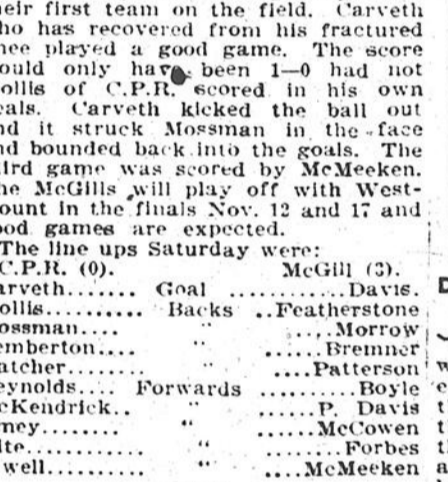 eir first team on the field. Carveth
ho has recovered from his fractured
nee played a good game. The score
ould only have been 1—0 had not
ollis of C.P.R. scored in his own
oals. Carveth kicked the ball out
nd it struck Mossman in the face
nd bounded back into the goals. The
ird game was scored by McMeeken.
he McGills will play off with West-
ount in the finals Nov. 12 and 17 and
ood games are expected.
The line ups Saturday were:
C.P.R. (0). McGill (3).
arveth....... Goal ............Davis.
ollis.......... Backs ..Featherstone
ossman.... " .....Morrow
emberton.... ......Bremner
atcher........ " ....Patterson
eynolds.... Forwards ..........Boyle
cKendrick.. " ......P. Davis
mey........ " ......McCowen
lte............ " ........Forbes
well.......... " ....McMeeken